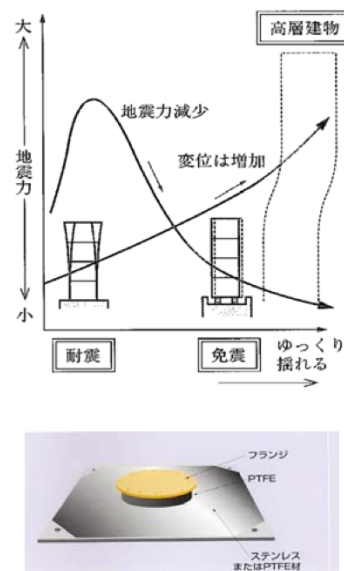 大
高層建物
地震力減少
変位は増加
地震力
小
耐震
免震
ゆっくり
揺れる
フランジ
PTFE
ステンレス
またはPTFE材